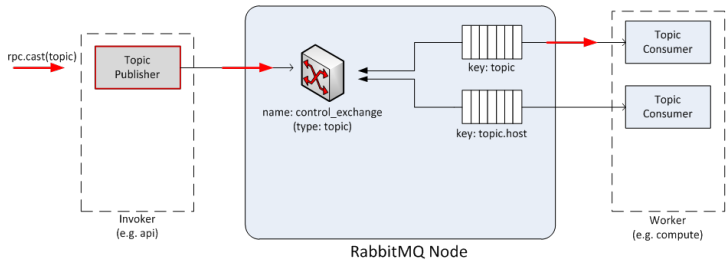 rpc.cast(topic)
Topic
Publisher
Invoker
(e.g. api)
name: control_exchange
(type: topic)
key: topic
key: topic.host
RabbitMQ Node
Topic
Consumer
Topic
Consumer
Worker
(e.g. compute)